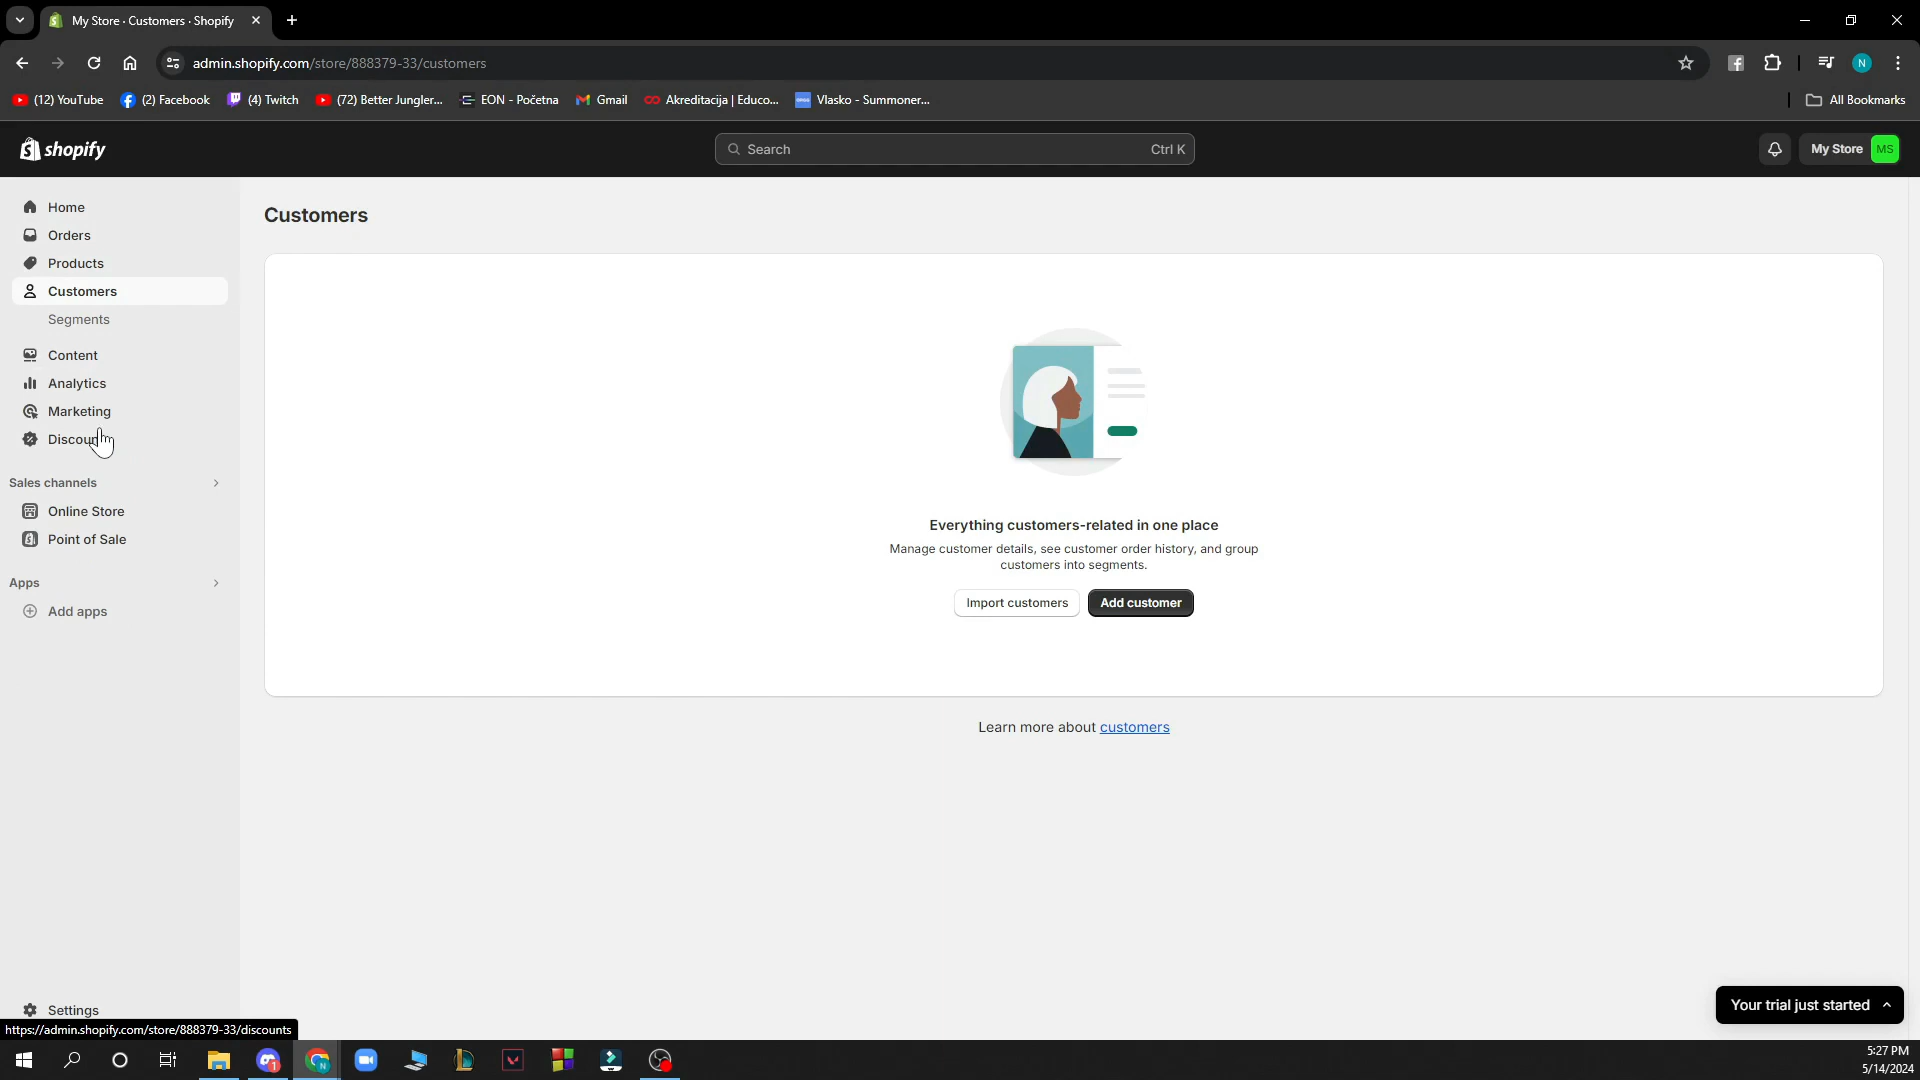 My Store · Customers · Shopify
admin.shopify.com/store/888379-33/customers
N
(12) YouTube
(2) Facebook
(4) Twitch
(72) Better Jungler...
EON - Početna
Gmail
Akreditacija | Educo...
Vlasko - Summoner...
All Bookmarks
shopify
Search
Ctrl K
My Store
MS
Home
Orders
Products
Customers
Segments
Content
Analytics
Marketing
Discoun
Sales channels
Online Store
Point of Sale
Apps
Add apps
Settings
Customers
Everything customers-related in one place
Manage customer details, see customer order history, and group
customers into segments.
Import customers
Add customer
Learn more about customers
Your trial just started
https://admin.shopify.com/store/888379-33/discounts
1
N
5:27 PM
5/14/2024